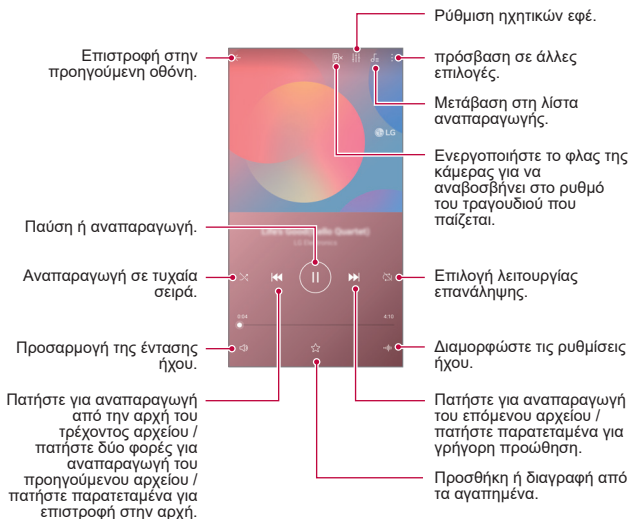 Ρύθμιση ηχητικών εφέ.
Επιστροφή στην
προηγούμενη οθόνη.
πρόσβαση σε άλλες
επιλογές.
Μετάβαση στη λίστα
αναπαραγωγής.
LG
Ενεργοποιήστε το φλας της
κάμερας για να
αναβοσβήνει στο ρυθμό
του τραγουδιού που
παίζεται.
Παύση ή αναπαραγωγή.
LG Electronics
Αναπαραγωγή σε τυχαία
σειρά.
Επιλογή λειτουργίας
επανάληψης.
0:04
4:10
Προσαρμογή της έντασης
ήχου.
Διαμορφώστε τις ρυθμίσεις
ήχου.
Πατήστε για αναπαραγωγή
από την αρχή του
τρέχοντος αρχείου /
πατήστε δύο φορές για
αναπαραγωγή του
προηγούμενου αρχείου /
πατήστε παρατεταμένα για
επιστροφή στην αρχή.
Πατήστε για αναπαραγωγή
του επόμενου αρχείου /
πατήστε παρατεταμένα για
γρήγορη προώθηση.
Προσθήκη ή διαγραφή από
τα αγαπημένα.